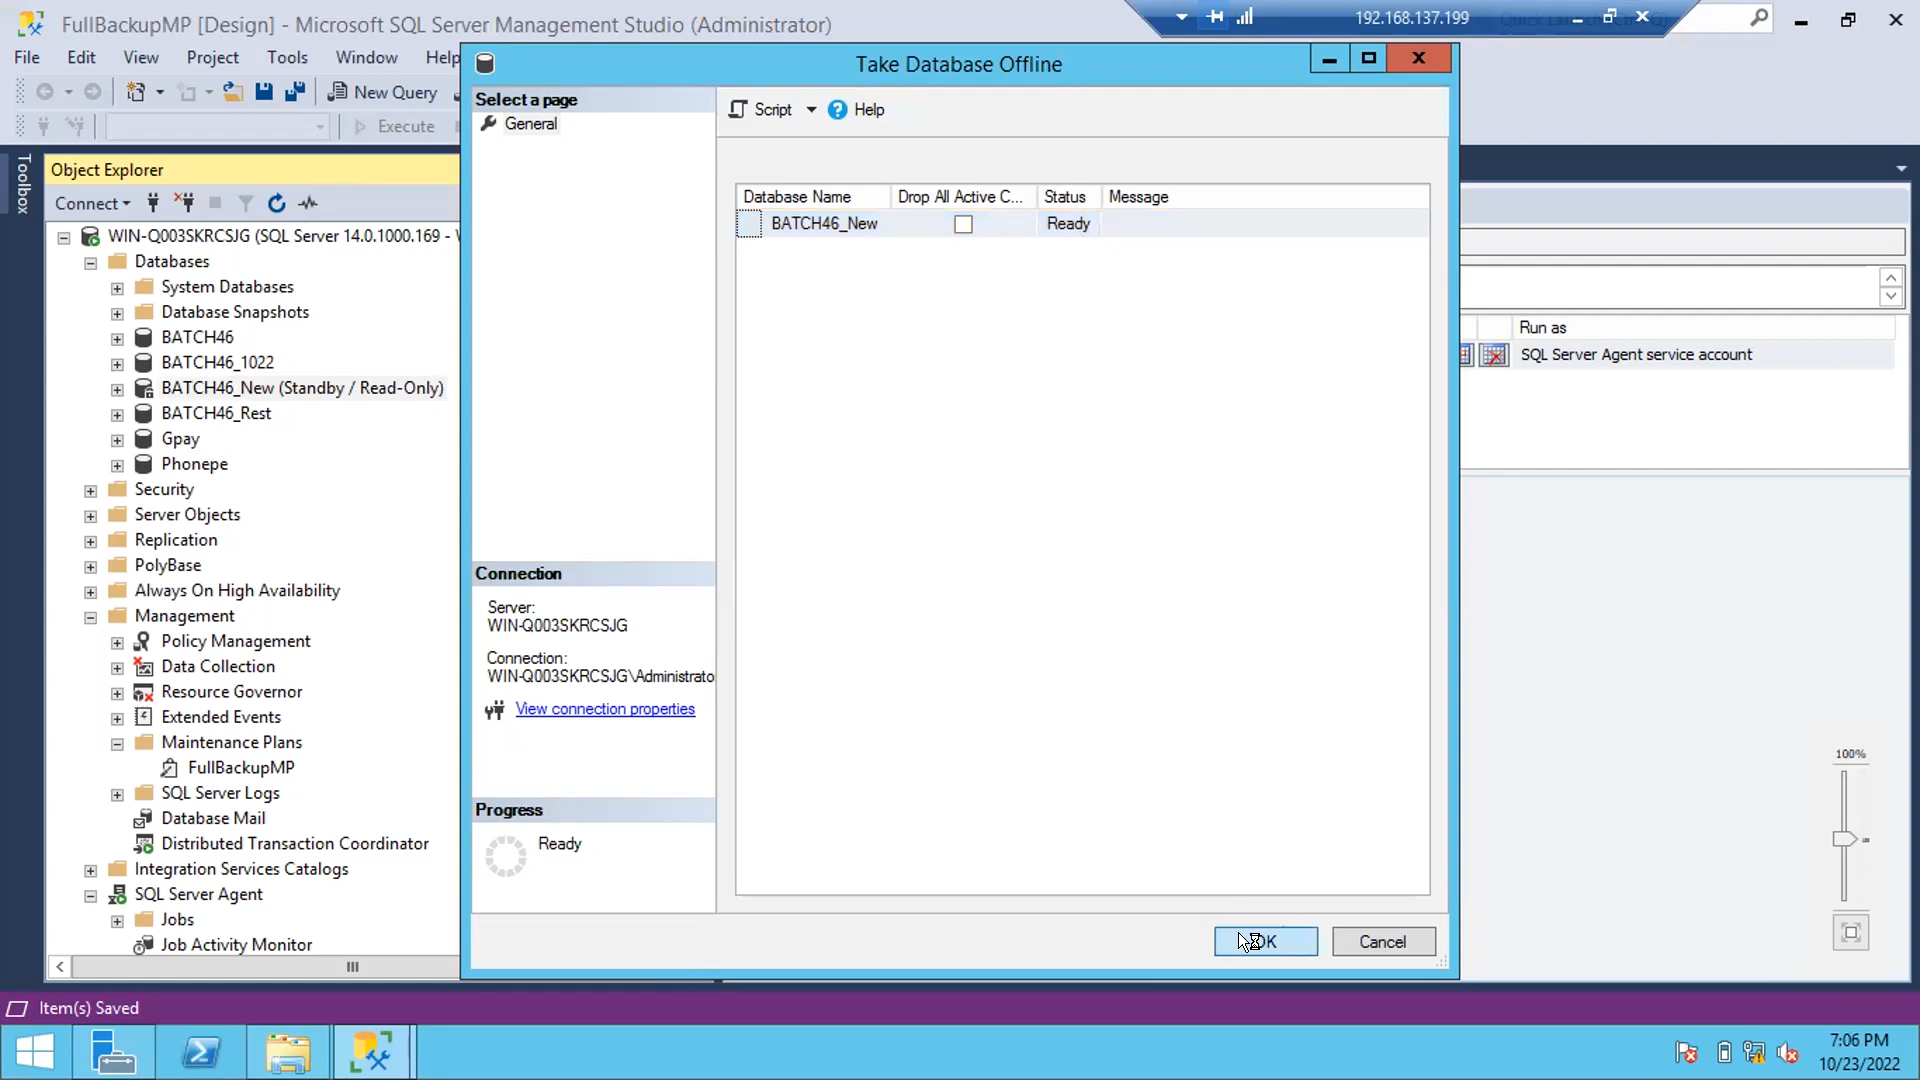 FullBackupMP [Design] - Microsoft SQL Server Management Studio (Administrator)
192.168.137.199
File Edit View Project Tools Window Help
New Query
Execute
Toolbox
Object Explorer
Connect
WIN-Q003SKRCSJG (SQL Server 14.0.1000.169 -
Databases
System Databases
Database Snapshots
BATCH46
BATCH46_1022
BATCH46_New (Standby / Read-Only)
BATCH46_Rest
Gpay
Phonepe
Security
Server Objects
Replication
PolyBase
Always On High Availability
Management
Policy Management
Data Collection
Resource Governor
Extended Events
Maintenance Plans
FullBackupMP
SQL Server Logs
Database Mail
Distributed Transaction Coordinator
Integration Services Catalogs
SQL Server Agent
Jobs
Job Activity Monitor
Take Database Offline
Select a page
General
Script Help
Database Name Drop All Active C... Status Message
BATCH46_New Ready
Connection
Server:
WIN-Q003SKRCSJG
Connection:
WIN-Q003SKRCSJG\Administrato
View connection properties
Progress
Ready
OK Cancel
Run as
SQL Server Agent service account
100%
Item(s) Saved
7:06 PM
10/23/2022